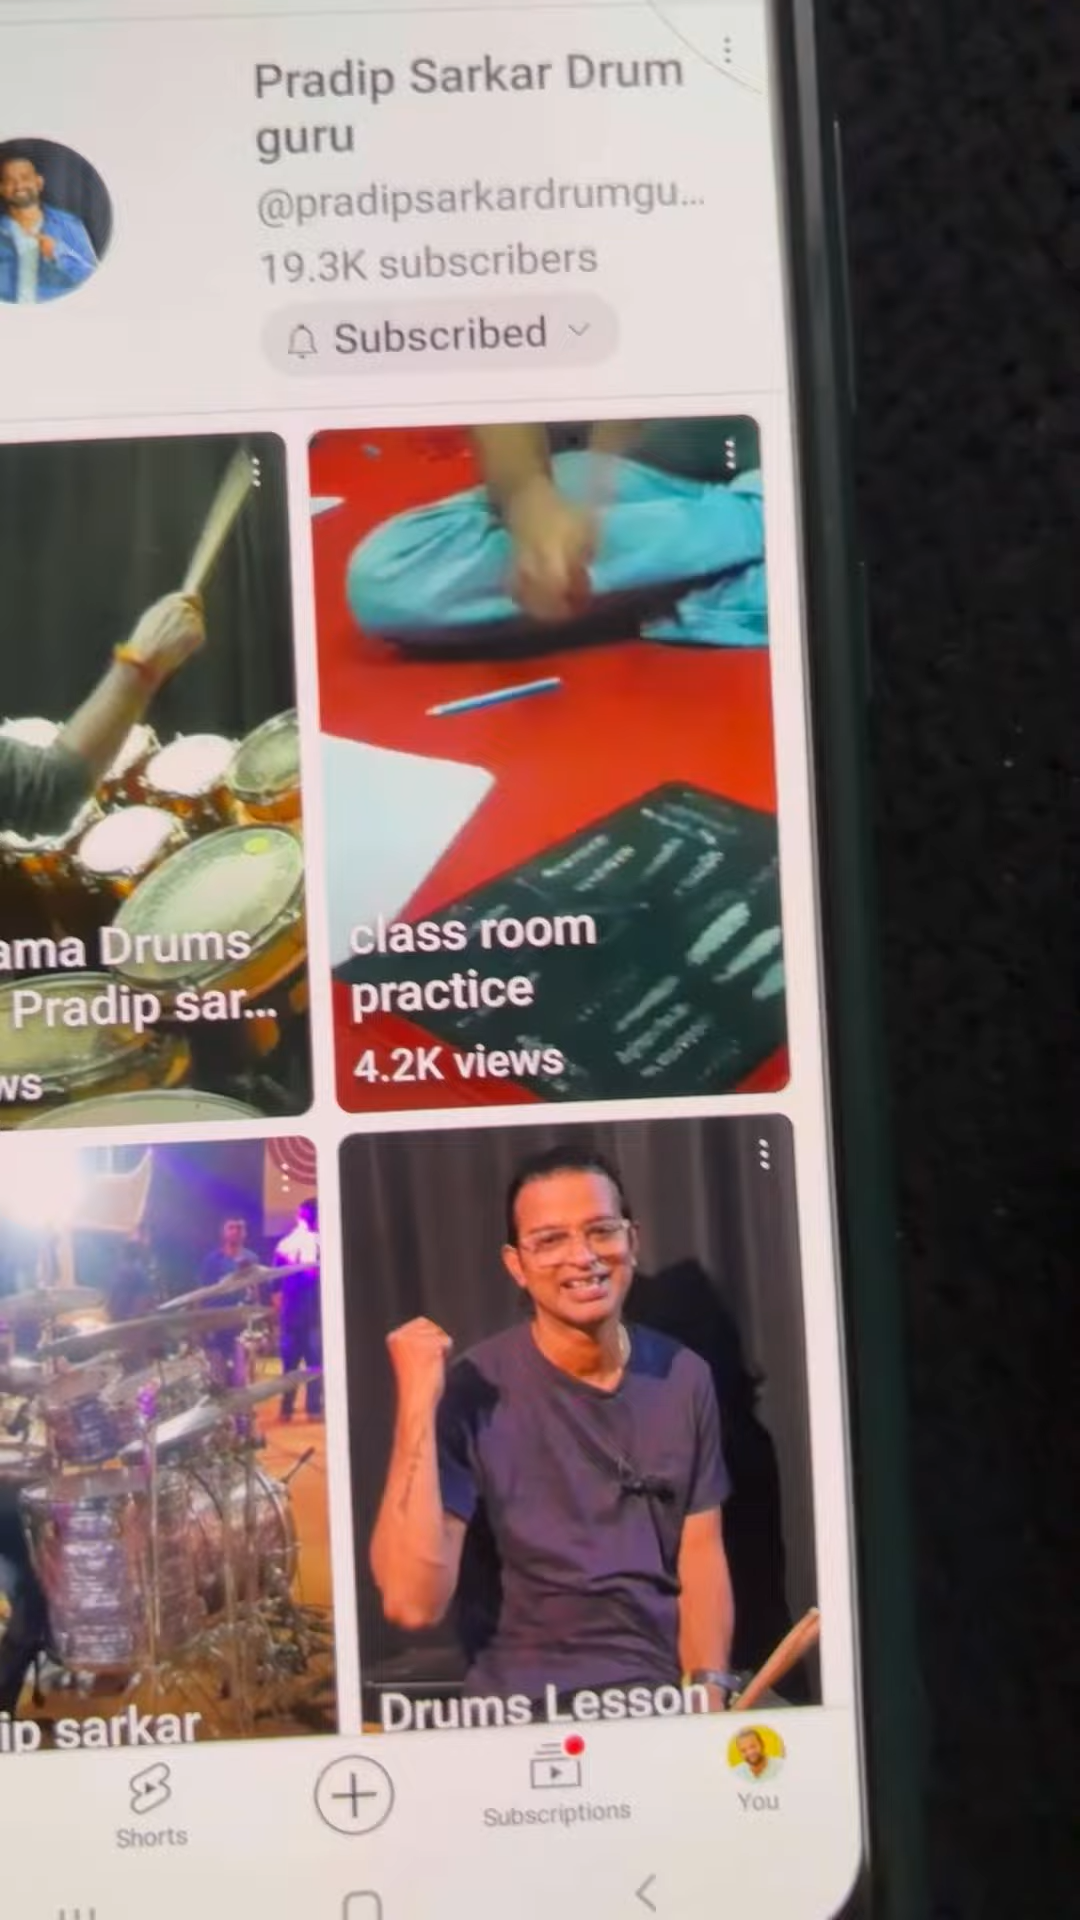 Pradip Sarkar Drum
guru
@pradipsarkardrumgu...
19.3K subscribers
Subscribed
ama Drums
Pradip sar...
ws
class room
practice
4.2K views
ip sarkar
Drums Lesson
Shorts
Subscriptions
You